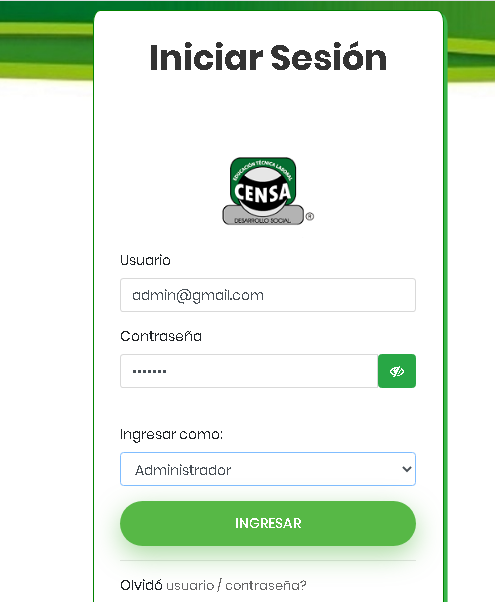 Iniciar Sesión
EDUCACIÓN TÉCNICA LABORAL
CENSA
DESARROLLO SOCIAL ®
Usuario
admin@gmail.com
Contraseña
•••••••
Ingresar como:
Administrador
INGRESAR
Olvidó usuario / contraseña?